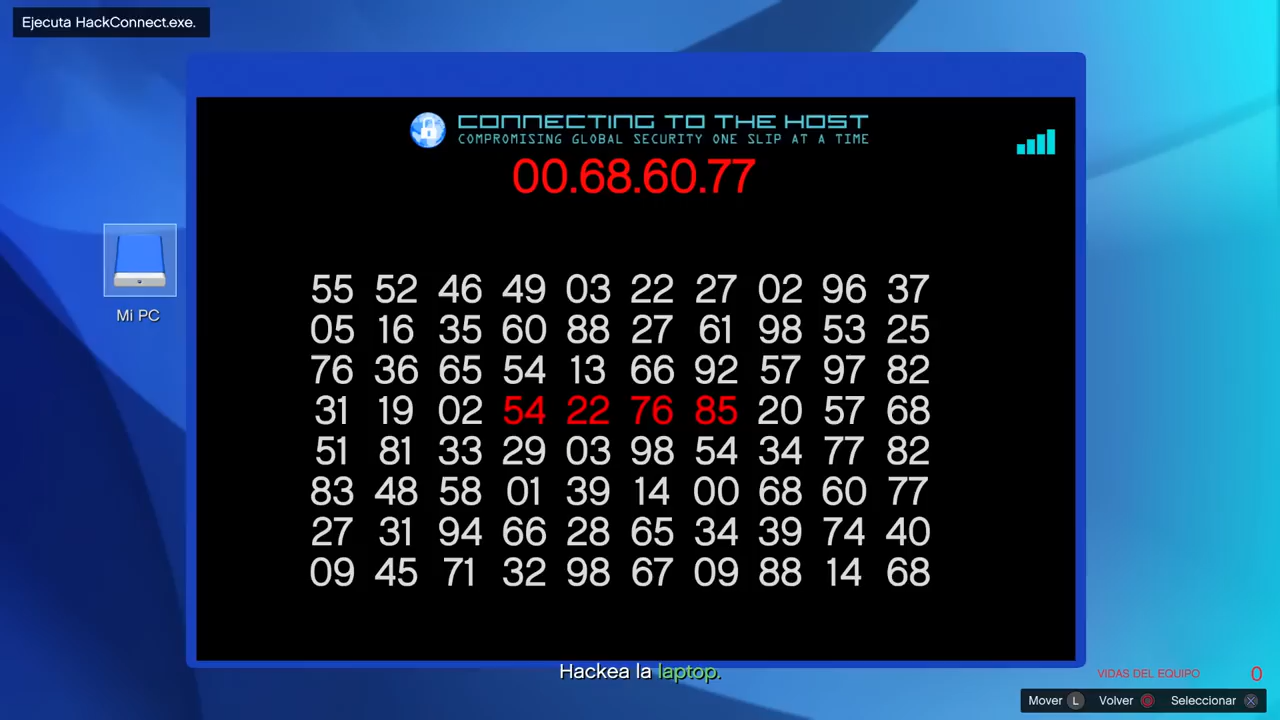 Ejecuta HackConnect.exe.
CONNECTING TO THE HOST
COMPROMISING GLOBAL SECURITY ONE SLIP AT A TIME
00.68.60.77
55 52 46 49 03 22 27 02 96 37
05 16 35 60 88 27 61 98 53 25
76 36 65 54 13 66 92 57 97 82
31 19 02 54 22 76 85 20 57 68
51 81 33 29 03 98 54 34 77 82
83 48 58 01 39 14 00 68 60 77
27 31 94 66 28 65 34 39 74 40
09 45 71 32 98 67 09 88 14 68
Mi PC
Hackea la laptop.
VIDAS DEL EQUIPO 0
Mover L Volver Seleccionar